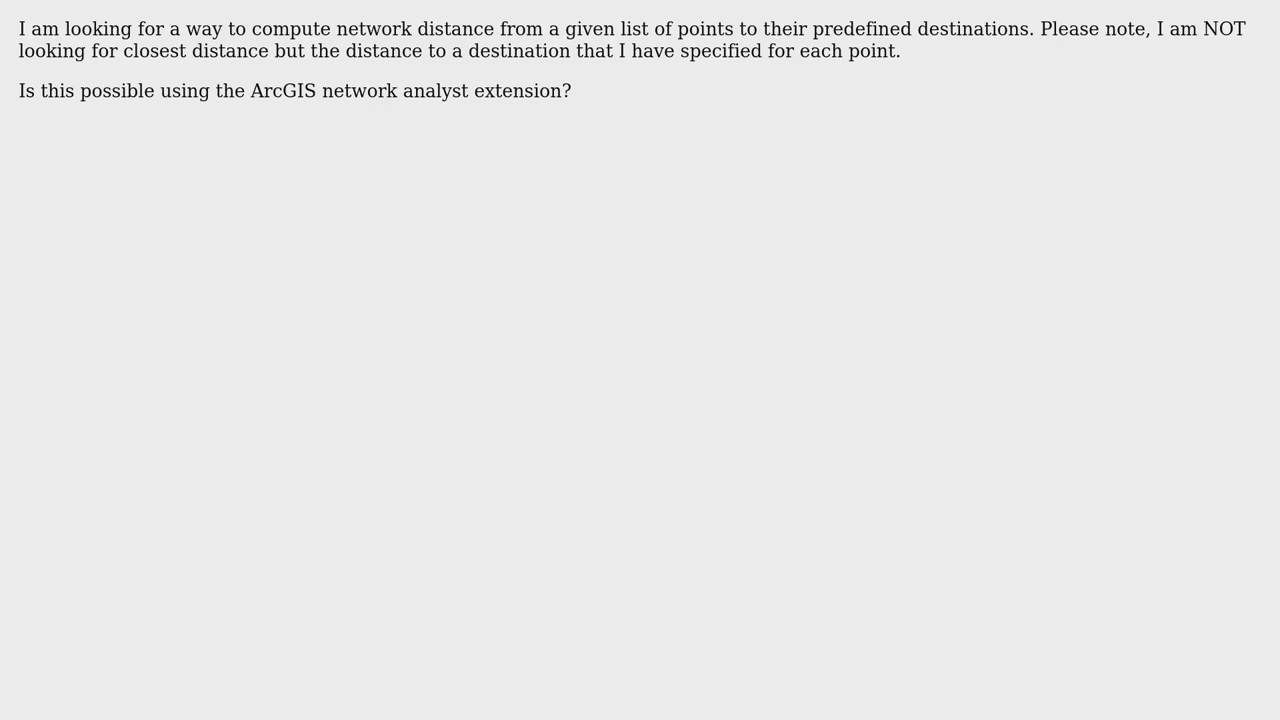 I am looking for a way to compute network distance from a given list of points to their predefined destinations. Please note, I am NOT
looking for closest distance but the distance to a destination that I have specified for each point.
Is this possible using the ArcGIS network analyst extension?